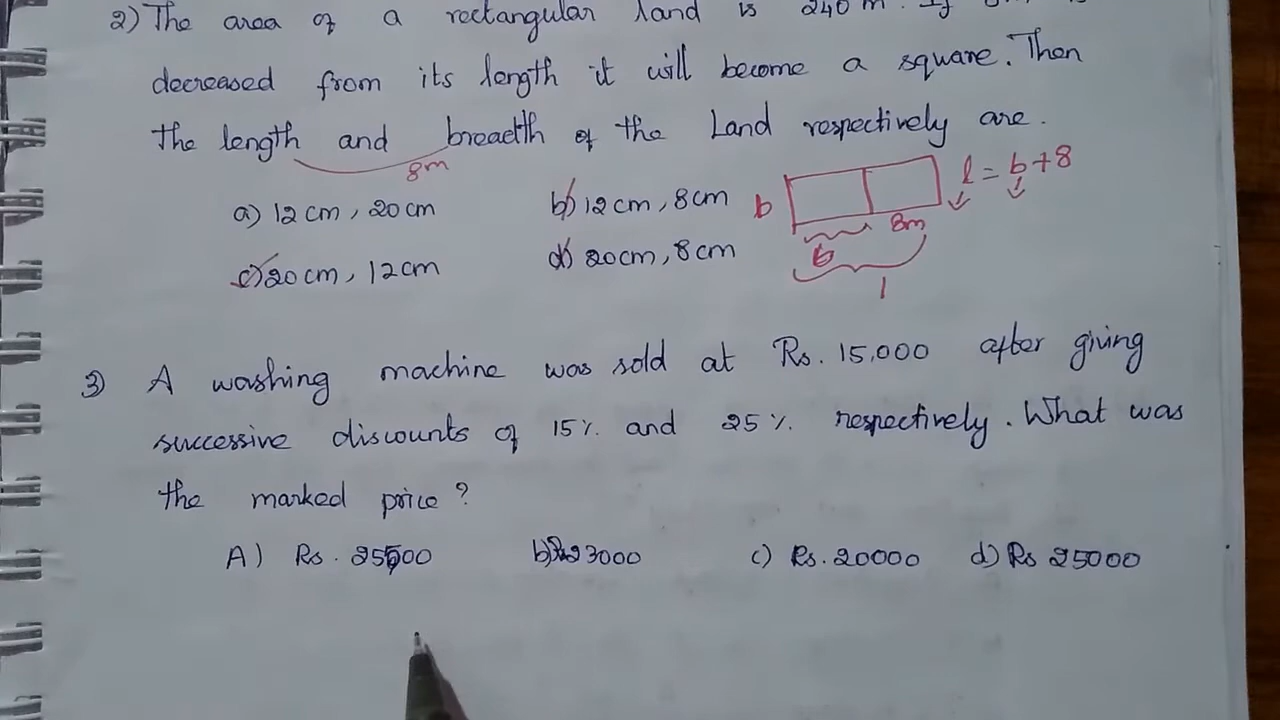 2) The area of a rectangular land is 240 m. If
decreased from its length it will become a square. Then
the length and breadth of the Land respectively are.
8m
a) 12 cm, 20 cm b) 12 cm, 8 cm
c) 20 cm, 12 cm d) 20 cm, 8 cm
b l = b + 8
8m
b
l
3) A washing machine was sold at Rs. 15,000 after giving
successive discounts of 15% and 25% respectively. What was
the marked price?
A) Rs. 25500 b) 23000 c) Rs. 20000 d) Rs 25000